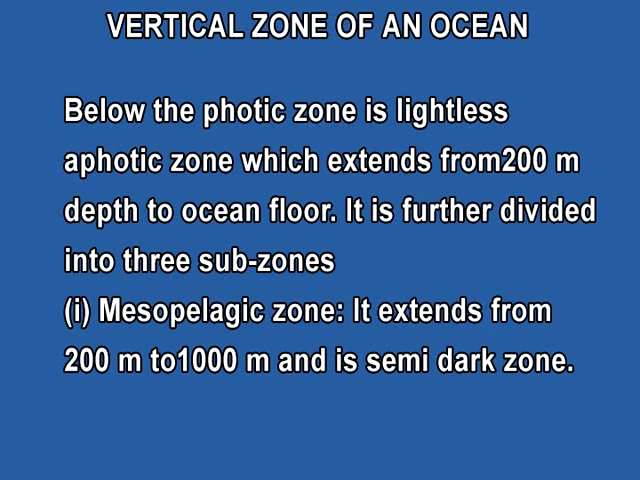 VERTICAL ZONE OF AN OCEAN
Below the photic zone is lightless
aphotic zone which extends from200 m
depth to ocean floor. It is further divided
into three sub-zones
(i) Mesopelagic zone: It extends from
200 m to1000 m and is semi dark zone.